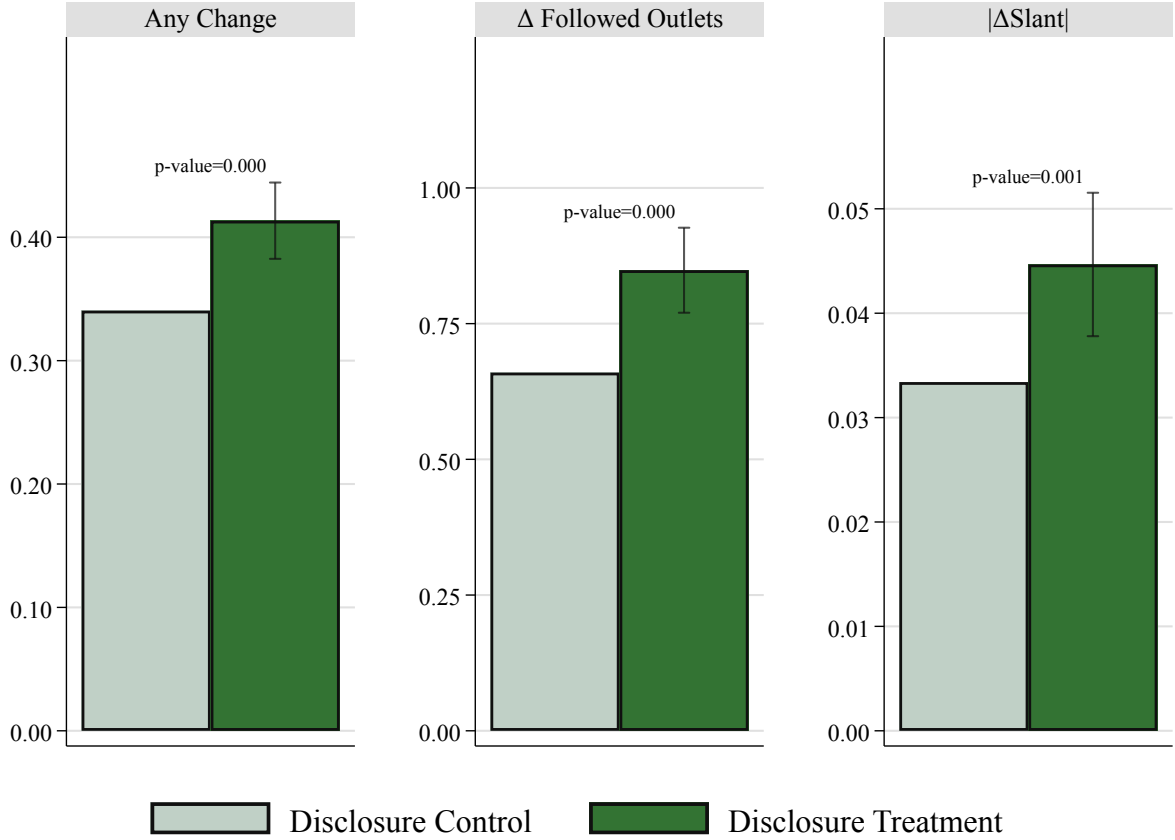 Any Change
Δ Followed Outlets
|ΔSlant|
p-value=0.000
p-value=0.000
p-value=0.001
0.40
0.30
0.20
0.10
0.00
1.00
0.75
0.50
0.25
0.00
0.05
0.04
0.03
0.02
0.01
0.00
Disclosure Control
Disclosure Treatment